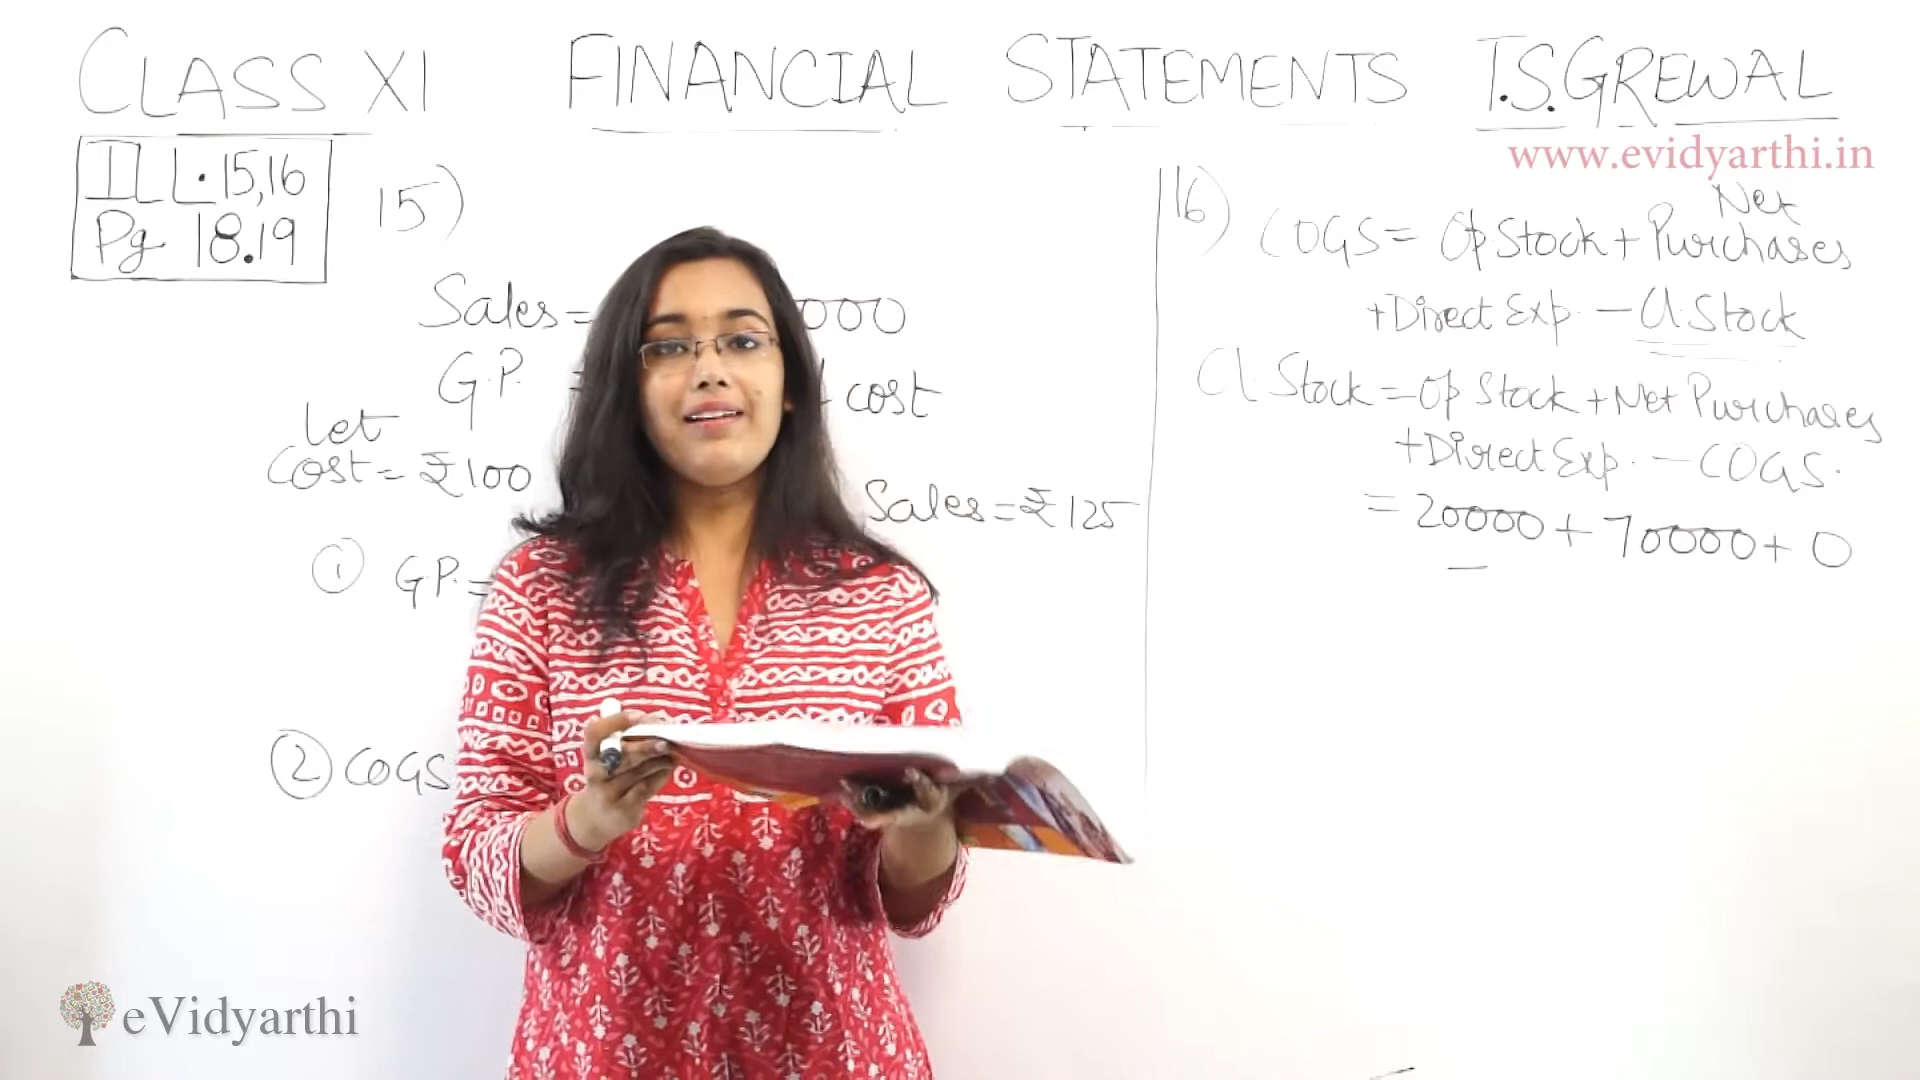 CLASS XI FINANCIAL STATEMENTS T.S.GREWAL
www.evidyarthi.in
ILL.15,16
Pg 18.19
15)
Sales = 000
G.P. = cost
let
cost = ₹100
Sales = ₹125
① G.P. =
② COGS
16) COGS = Op Stock + Net Purchases
+Direct Exp. - Cl. Stock
Cl. Stock = Op Stock + Net Purchases
+Direct Exp. - COGS.
= 20000 + 70000 + 0
eVidyarthi